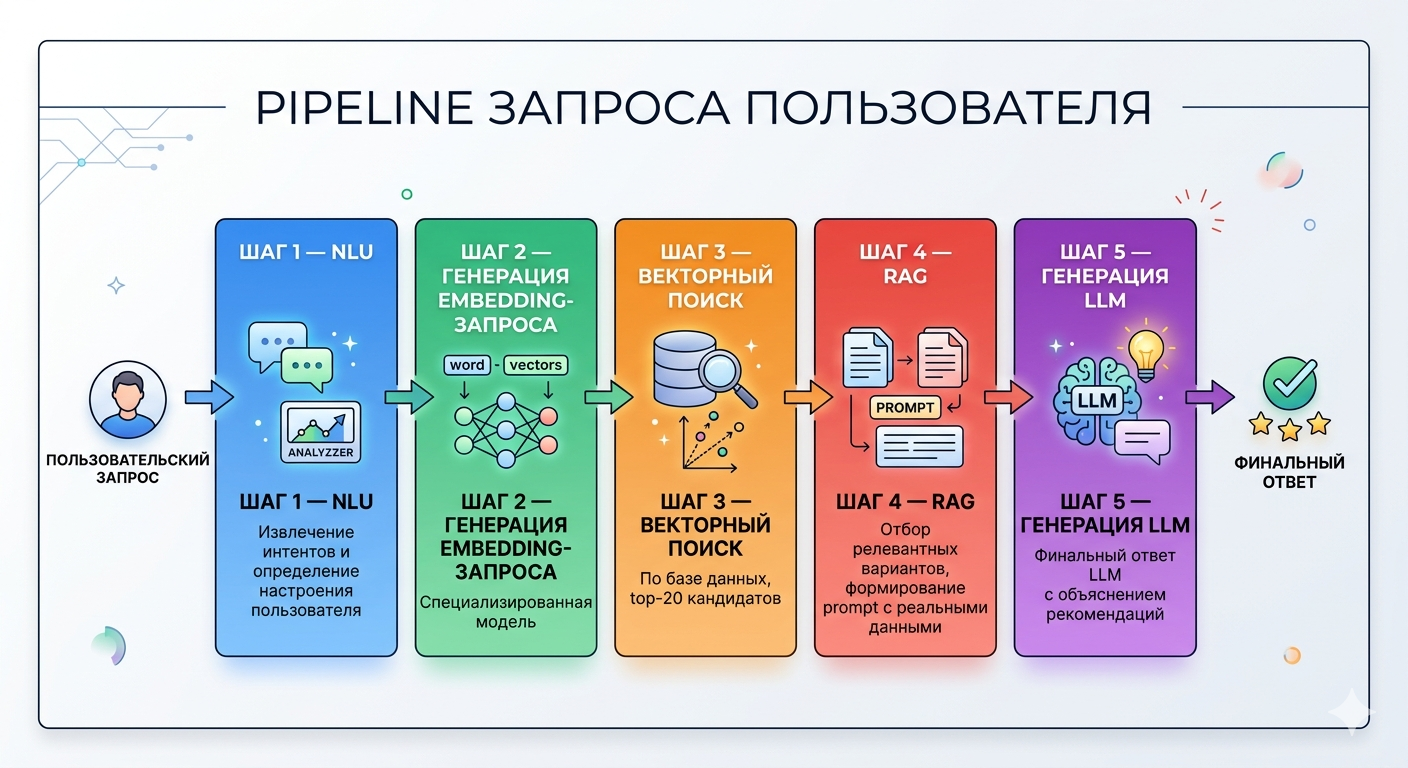 PIPELINE ЗАПРОСА ПОЛЬЗОВАТЕЛЯ
ПОЛЬЗОВАТЕЛЬСКИЙ
ЗАПРОС
ШАГ 1 — NLU
ANALYZZER
ШАГ 1 — NLU
Извлечение
интентов и
определение
настроения
пользователя
ШАГ 2 —
ГЕНЕРАЦИЯ
EMBEDDING-
ЗАПРОСА
word - vectors
ШАГ 2 —
ГЕНЕРАЦИЯ
EMBEDDING-
ЗАПРОСА
Специализированная
модель
ШАГ 3 —
ВЕКТОРНЫЙ
ПОИСК
ШАГ 3 —
ВЕКТОРНЫЙ
ПОИСК
По базе данных,
top-20 кандидатов
ШАГ 4 —
RAG
PROMPT
ШАГ 4 — RAG
Отбор
релевантных
вариантов,
формирование
prompt с реальными
данными
ШАГ 5 —
ГЕНЕРАЦИЯ
LLM
LLM
ШАГ 5 —
ГЕНЕРАЦИЯ LLM
Финальный ответ
LLM
с объяснением
рекомендаций
ФИНАЛЬНЫЙ
ОТВЕТ